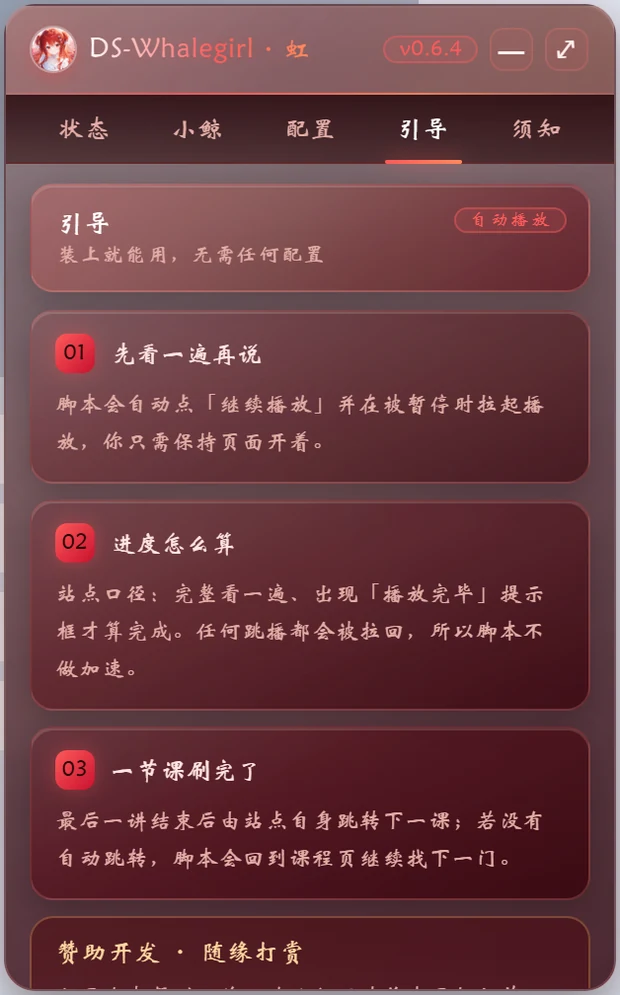 DS-Whalegirl · 虹
v0.6.4
状态 小鲸 配置 引导 须知
引导
自动播放
装上就能用，无需任何配置
01 先看一遍再说
脚本会自动点「继续播放」并在被暂停时拉起播
放，你只需保持页面开着。
02 进度怎么算
站点口径：完整看一遍、出现「播放完毕」提示
框才算完成。任何跳播都会被拉回，所以脚本不
做加速。
03 一节课刷完了
最后一讲结束后由站点自身跳转下一课；若没有
自动跳转，脚本会回到课程页继续找下一门。
赞助开发 · 随缘打赏